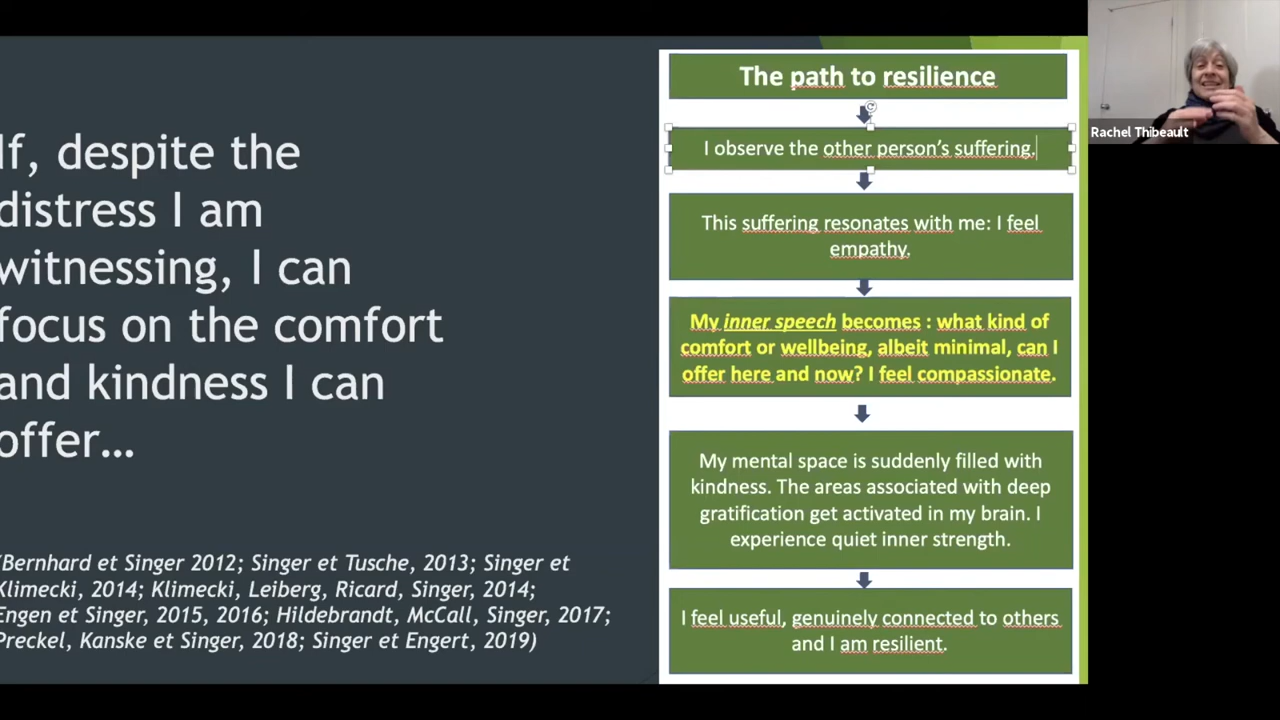 If, despite the
distress I am
witnessing, I can
focus on the comfort
and kindness I can
offer…
(Bernhard et Singer 2012; Singer et Tusche, 2013; Singer et
Klimecki, 2014; Klimecki, Leiberg, Ricard, Singer, 2014;
Engen et Singer, 2015, 2016; Hildebrandt, McCall, Singer, 2017;
Preckel, Kanske et Singer, 2018; Singer et Engert, 2019)
The path to resilience
I observe the other person’s suffering.
This suffering resonates with me: I feel
empathy.
My inner speech becomes : what kind of
comfort or wellbeing, albeit minimal, can I
offer here and now? I feel compassionate.
My mental space is suddenly filled with
kindness. The areas associated with deep
gratification get activated in my brain. I
experience quiet inner strength.
I feel useful, genuinely connected to others
and I am resilient.
Rachel Thibeault